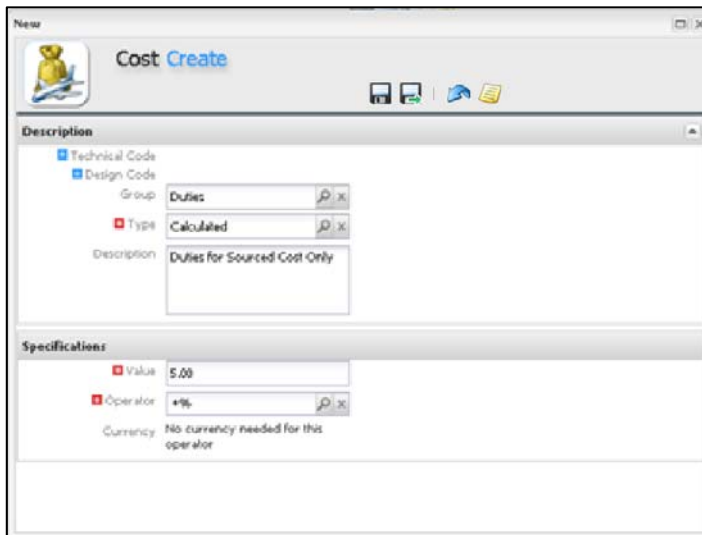 New
Cost Create
Description
Technical Code
Design Code
Group Duties
Type Calculated
Description Duties for Sourced Cost Only
Specifications
Value 5.00
Operator +%
Currency No currency needed for this
operator